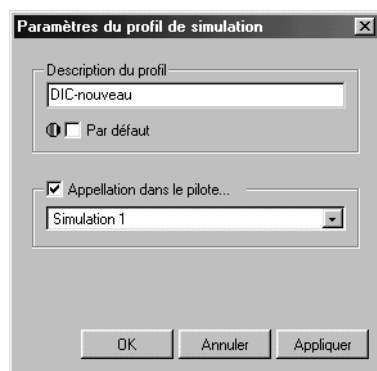 Paramètres du profil de simulation
Description du profil
DIC-nouveau
Par défaut
Appellation dans le pilote...
Simulation 1
OK Annuler Appliquer